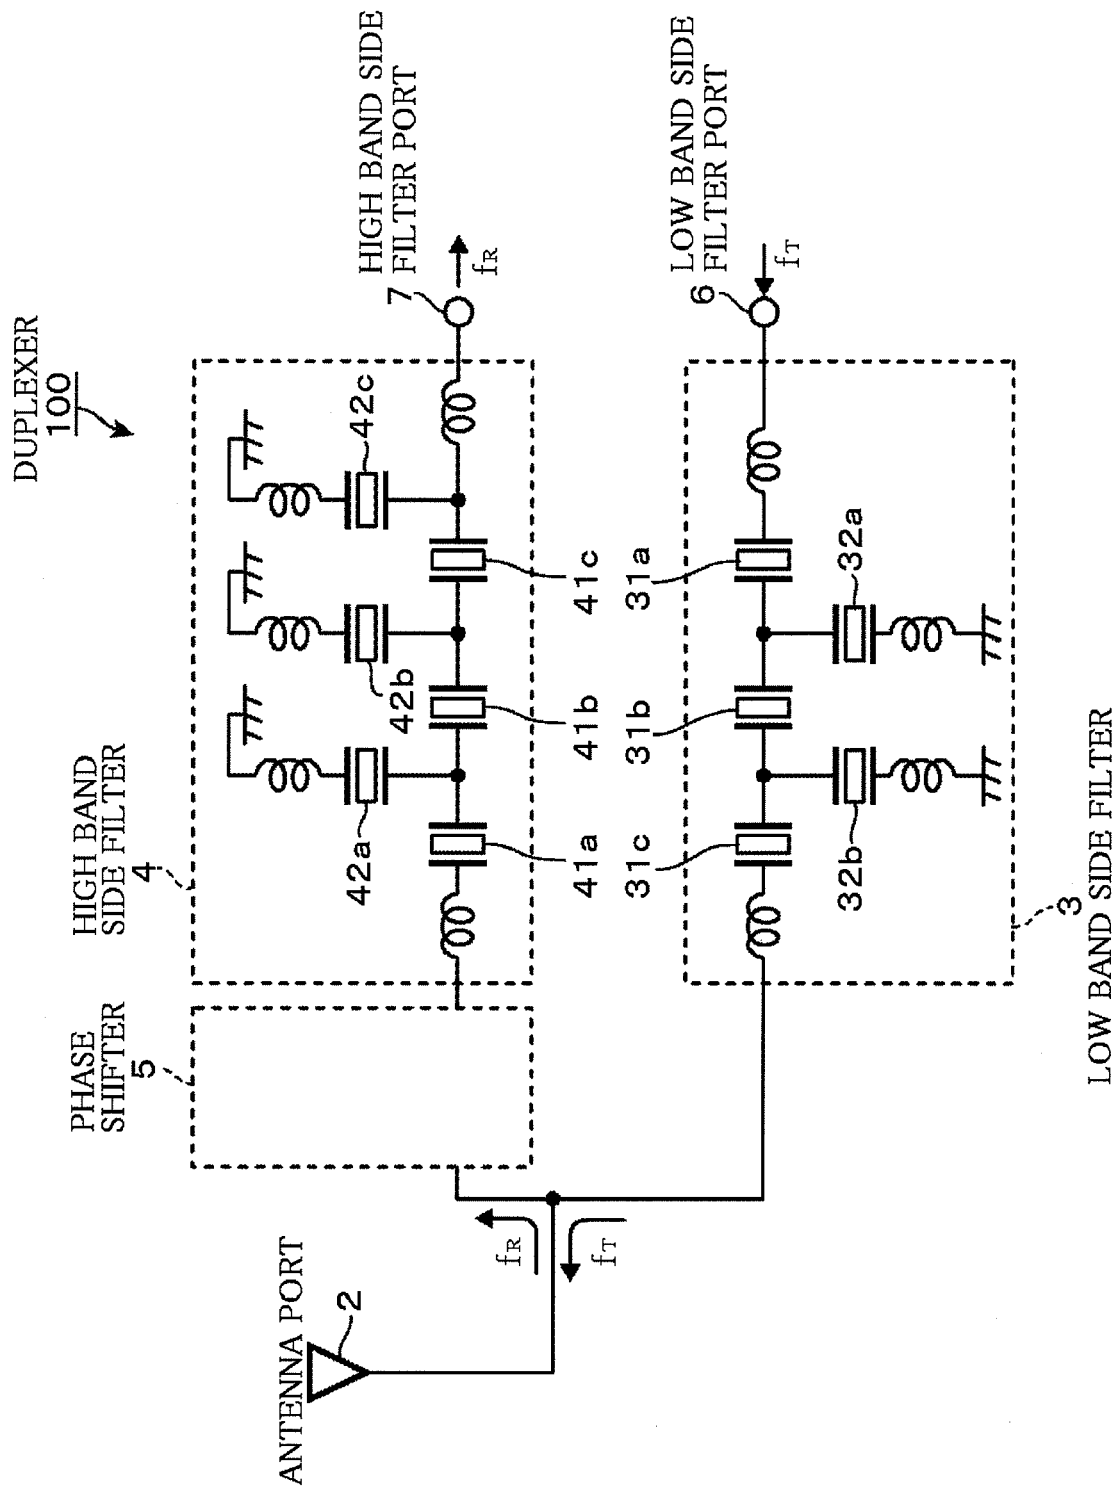 DUPLEXER
100
HIGH BAND
SIDE FILTER
4
PHASE
SHIFTER
5
ANTENNA PORT
2
fR
fT
42a
42b
42c
41a
41b
41c
HIGH BAND SIDE
FILTER PORT
7
fR
31c
31b
31a
32b
32a
LOW BAND SIDE
FILTER PORT
6
fT
3
LOW BAND SIDE FILTER